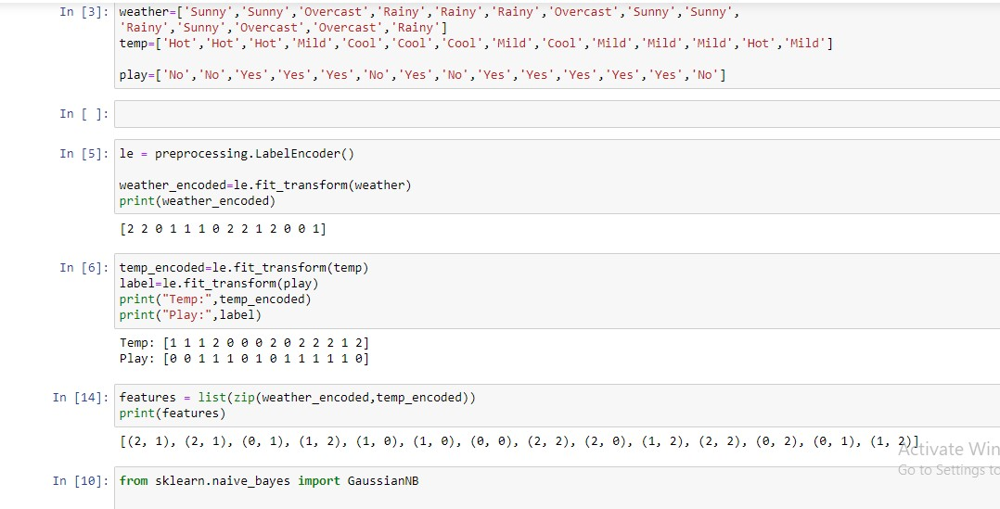 In [3]: weather=['Sunny','Sunny','Overcast','Rainy','Rainy','Rainy','Overcast','Sunny','Sunny',
'Rainy','Sunny','Overcast','Overcast','Rainy']
temp=['Hot','Hot','Hot','Mild','Cool','Cool','Cool','Mild','Cool','Mild','Mild','Mild','Hot','Mild']
play=['No','No','Yes','Yes','Yes','No','Yes','No','Yes','Yes','Yes','Yes','Yes','No']
In [ ]:
In [5]: le = preprocessing.LabelEncoder()
weather_encoded=le.fit_transform(weather)
print(weather_encoded)
[2 2 0 1 1 1 0 2 2 1 2 0 0 1]
In [6]: temp_encoded=le.fit_transform(temp)
label=le.fit_transform(play)
print("Temp:",temp_encoded)
print("Play:",label)
Temp: [1 1 1 2 0 0 0 2 0 2 2 2 1 2]
Play: [0 0 1 1 1 0 1 0 1 1 1 1 1 0]
In [14]: features = list(zip(weather_encoded,temp_encoded))
print(features)
[(2, 1), (2, 1), (0, 1), (1, 2), (1, 0), (1, 0), (0, 0), (2, 2), (2, 0), (1, 2), (2, 2), (0, 2), (0, 1), (1, 2)]
Activate Win
Go to Settings to
In [10]: from sklearn.naive_bayes import GaussianNB